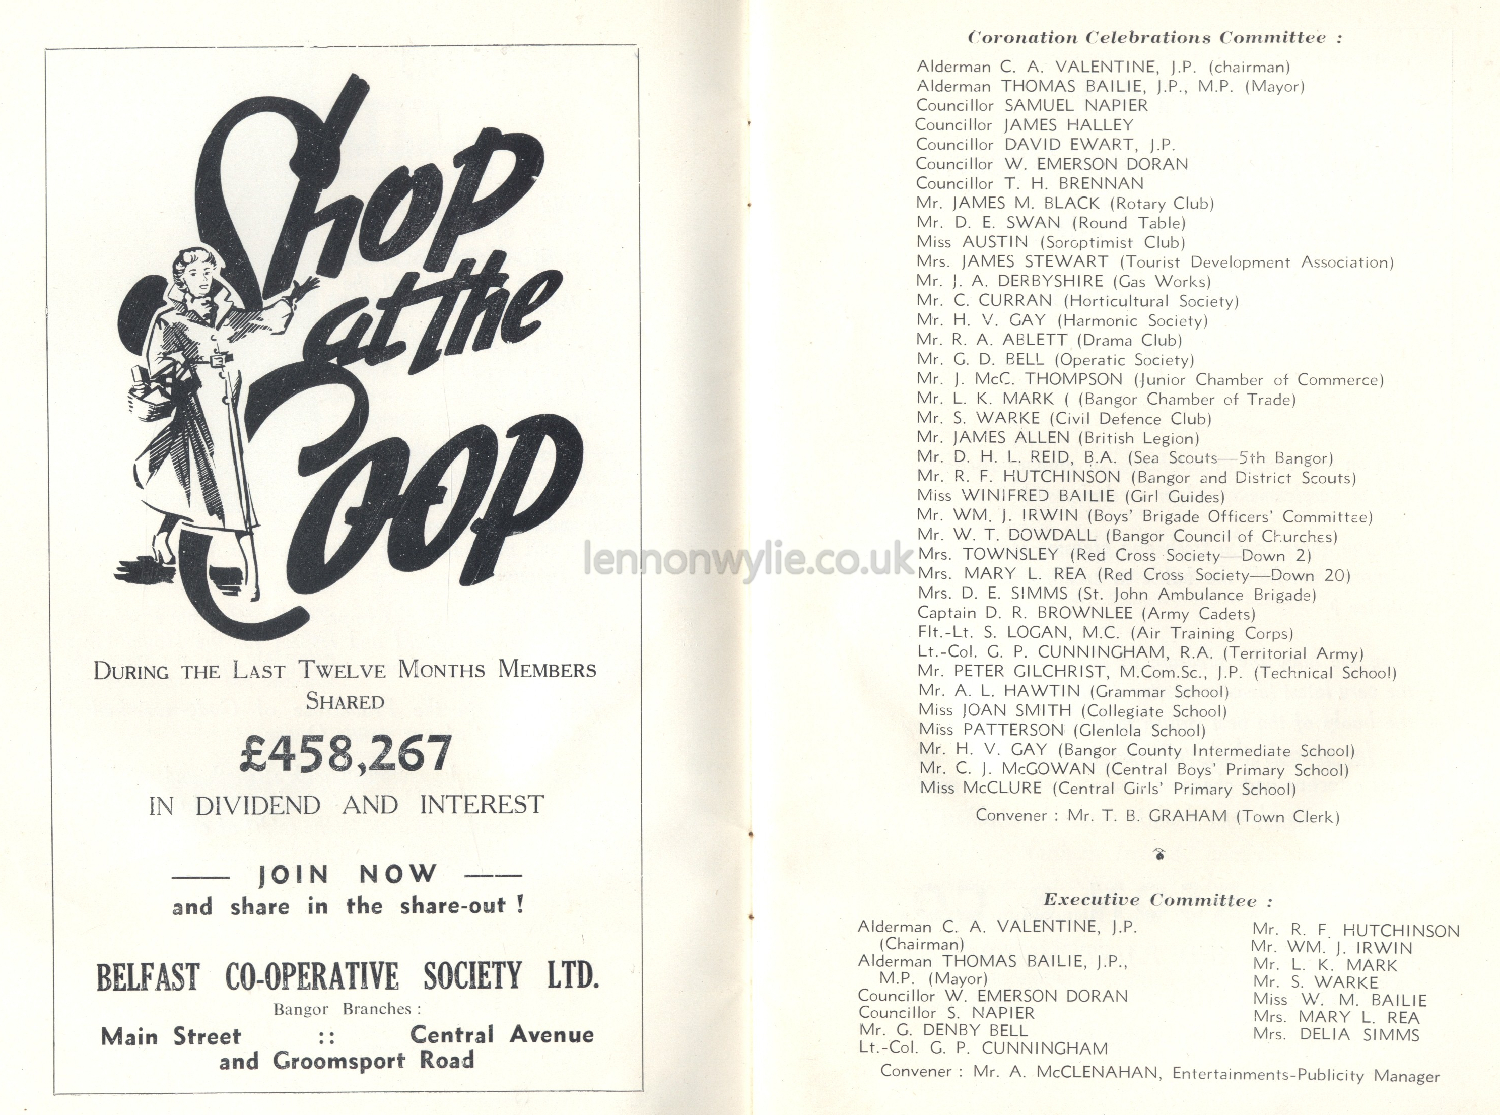 Shop
at the
Coop
DURING THE LAST TWELVE MONTHS MEMBERS
SHARED
£458,267
IN DIVIDEND AND INTEREST
JOIN NOW
and share in the share-out !
BELFAST CO-OPERATIVE SOCIETY LTD.
Bangor Branches :
Main Street :: Central Avenue
and Groomsport Road
lennonwylie.co.uk
Coronation Celebrations Committee :
Alderman C. A. VALENTINE, J.P. (chairman)
Alderman THOMAS BAILIE, J.P., M.P. (Mayor)
Councillor SAMUEL NAPIER
Councillor JAMES HALLEY
Councillor DAVID EWART, J.P.
Councillor W. EMERSON DORAN
Councillor T. H. BRENNAN
Mr. JAMES M. BLACK (Rotary Club)
Mr. D. E. SWAN (Round Table)
Miss AUSTIN (Soroptimist Club)
Mrs. JAMES STEWART (Tourist Development Association)
Mr. J. A. DERBYSHIRE (Gas Works)
Mr. C. CURRAN (Horticultural Society)
Mr. H. V. GAY (Harmonic Society)
Mr. R. A. ABLETT (Drama Club)
Mr. G. D. BELL (Operatic Society)
Mr. J. McC. THOMPSON (Junior Chamber of Commerce)
Mr. L. K. MARK ( (Bangor Chamber of Trade)
Mr. S. WARKE (Civil Defence Club)
Mr. JAMES ALLEN (British Legion)
Mr. D. H. L. REID, B.A. (Sea Scouts—5th Bangor)
Mr. R. F. HUTCHINSON (Bangor and District Scouts)
Miss WINIFRED BAILIE (Girl Guides)
Mr. WM. J. IRWIN (Boys' Brigade Officers' Committee)
Mr. W. T. DOWDALL (Bangor Council of Churches)
Mrs. TOWNSLEY (Red Cross Society—Down 2)
Mrs. MARY L. REA (Red Cross Society—Down 20)
Mrs. D. E. SIMMS (St. John Ambulance Brigade)
Captain D. R. BROWNLEE (Army Cadets)
Flt.-Lt. S. LOGAN, M.C. (Air Training Corps)
Lt.-Col. G. P. CUNNINGHAM, R.A. (Territorial Army)
Mr. PETER GILCHRIST, M.Com.Sc., J.P. (Technical School)
Mr. A. L. HAWTIN (Grammar School)
Miss JOAN SMITH (Collegiate School)
Miss PATTERSON (Glenlola School)
Mr. H. V. GAY (Bangor County Intermediate School)
Mr. C. J. McGOWAN (Central Boys' Primary School)
Miss McCLURE (Central Girls' Primary School)
Convener : Mr. T. B. GRAHAM (Town Clerk)
Executive Committee :
Alderman C. A. VALENTINE, J.P.
(Chairman)
Alderman THOMAS BAILIE, J.P.,
M.P. (Mayor)
Councillor W. EMERSON DORAN
Councillor S. NAPIER
Mr. G. DENBY BELL
Lt.-Col. G. P. CUNNINGHAM
Mr. R. F. HUTCHINSON
Mr. WM. J. IRWIN
Mr. L. K. MARK
Mr. S. WARKE
Miss W. M. BAILIE
Mrs. MARY L. REA
Mrs. DELIA SIMMS
Convener : Mr. A. McCLENAHAN, Entertainments-Publicity Manager